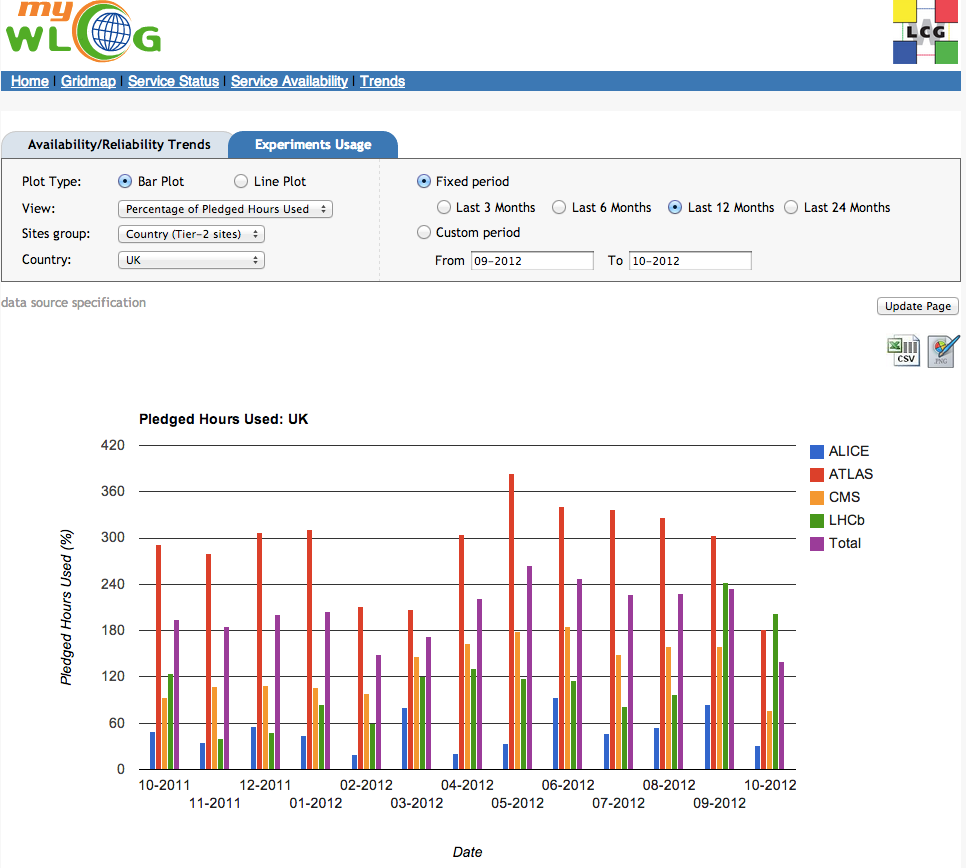 my
WLCG
LCG
Home | Gridmap | Service Status | Service Availability | Trends
Availability/Reliability Trends Experiments Usage
Plot Type: Bar Plot Line Plot Fixed period
View: Percentage of Pledged Hours Used Last 3 Months Last 6 Months Last 12 Months Last 24 Months
Sites group: Country (Tier-2 sites) Custom period
Country: UK From 09-2012 To 10-2012
data source specification Update Page
CSV PNG
Pledged Hours Used: UK
420
360
300
240
180
120
60
0
Pledged Hours Used (%)
ALICE
ATLAS
CMS
LHCb
Total
10-2011 12-2011 02-2012 04-2012 06-2012 08-2012 10-2012
11-2011 01-2012 03-2012 05-2012 07-2012 09-2012
Date